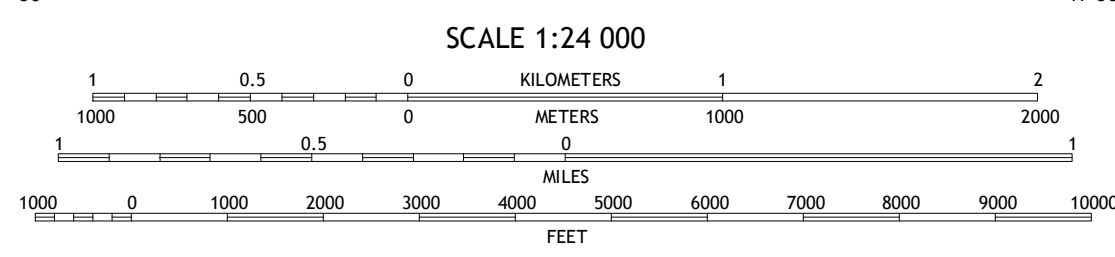 SCALE 1:24 000
1 0.5 0 KILOMETERS 1 2
1000 500 0 METERS 1000 2000
1 0.5 0 1
MILES
1000 0 1000 2000 3000 4000 5000 6000 7000 8000 9000 10000
FEET